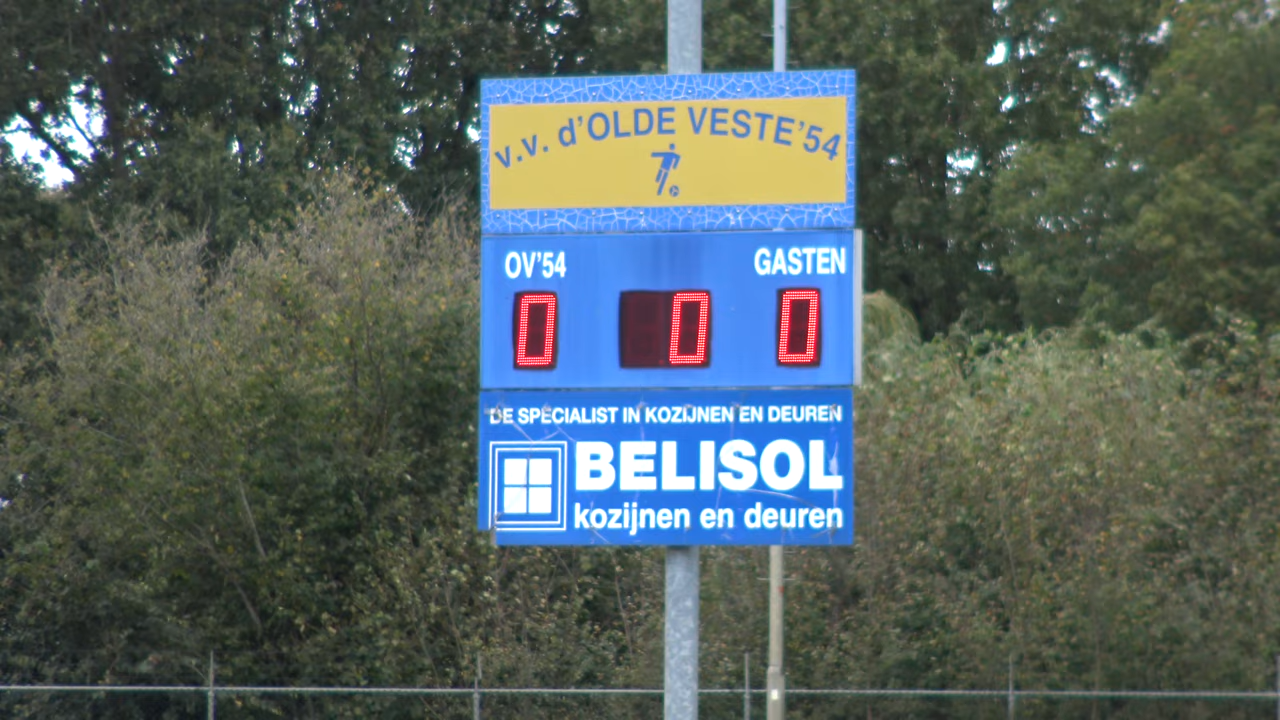 v.v. d'OLDE VESTE'54
OV'54 GASTEN
0 0 0
DE SPECIALIST IN KOZIJNEN EN DEUREN
BELISOL
kozijnen en deuren